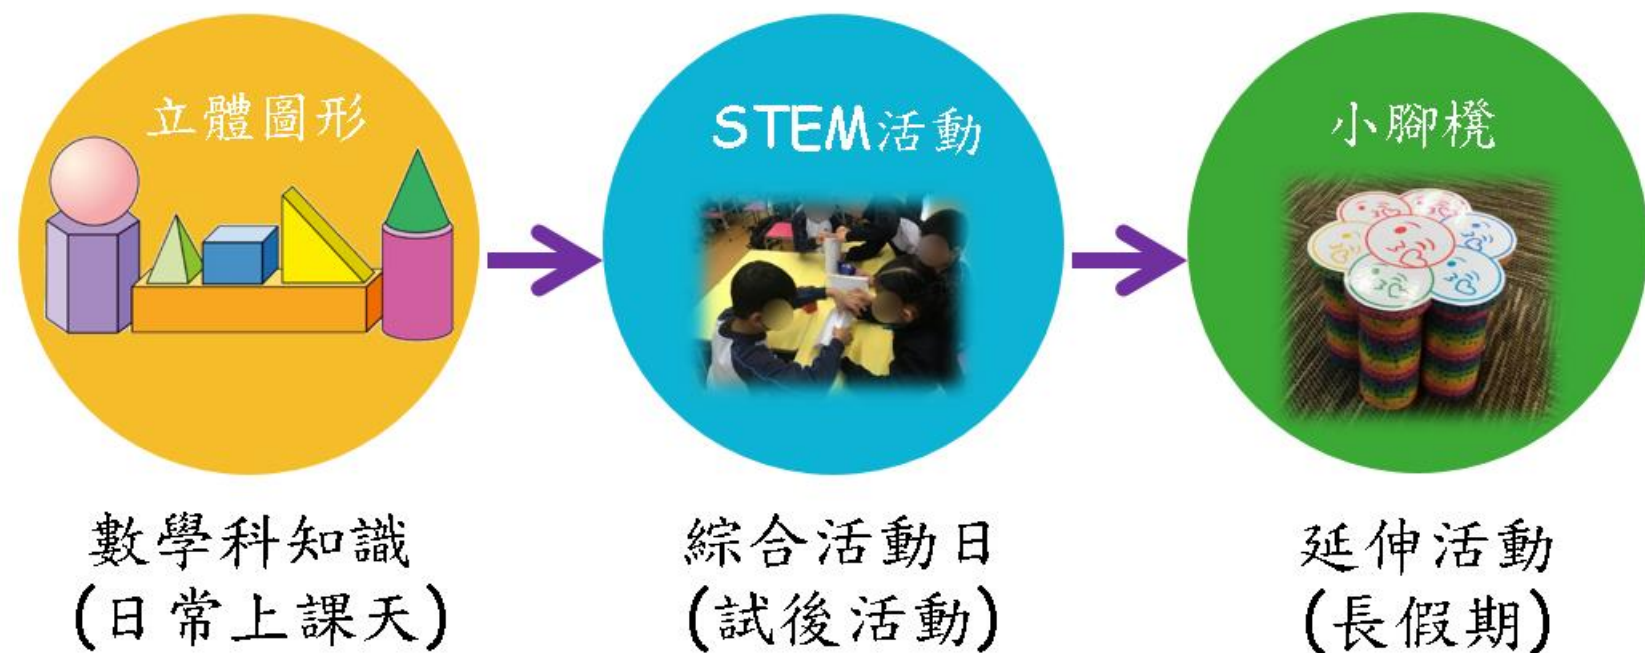 立體圖形
STEM活動
小腳櫈
數學科知識
(日常上課天)
綜合活動日
(試後活動)
延伸活動
(長假期)